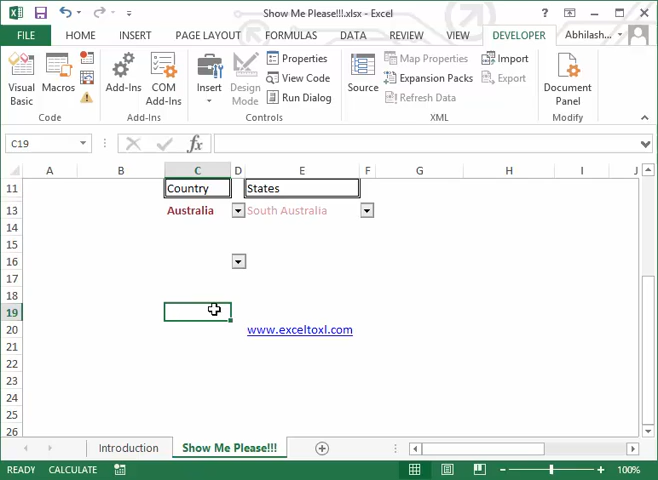 Show Me Please!!!.xlsx - Excel
FILE HOME INSERT PAGE LAYOUT FORMULAS DATA REVIEW VIEW DEVELOPER Abhilash...
Visual Basic
Macros
Code
Add-Ins
COM Add-Ins
Add-Ins
Insert
Design Mode
Properties
View Code
Run Dialog
Controls
Source
Map Properties
Expansion Packs
Refresh Data
Import
Export
XML
Document Panel
Modify
C19
fx
A B C D E F G H I J
11 Country States
13 Australia South Australia
14
15
16
17
18
19
20 www.exceltoxl.com
21
22
23
24
25
26
Introduction Show Me Please!!!
READY CALCULATE 100%